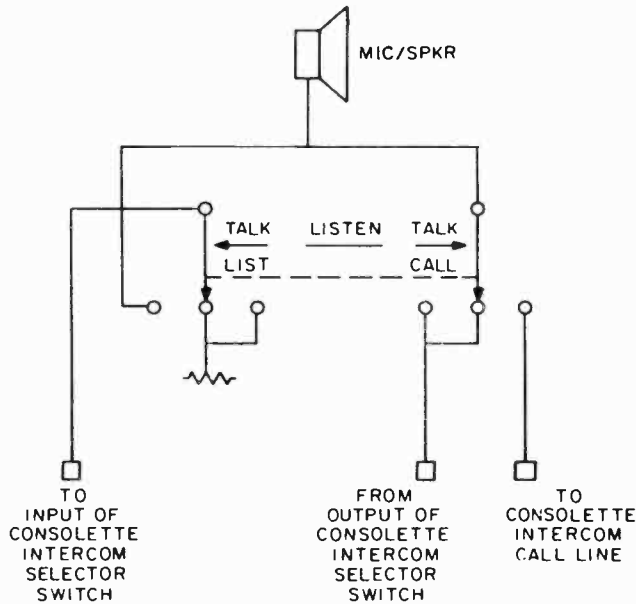 MIC/SPKR
TALK LISTEN TALK
LIST CALL
TO
INPUT OF
CONSOLETTE
INTERCOM
SELECTOR
SWITCH
FROM
OUTPUT OF
CONSOLETTE
INTERCOM
SELECTOR
SWITCH
TO
CONSOLETTE
INTERCOM
CALL LINE